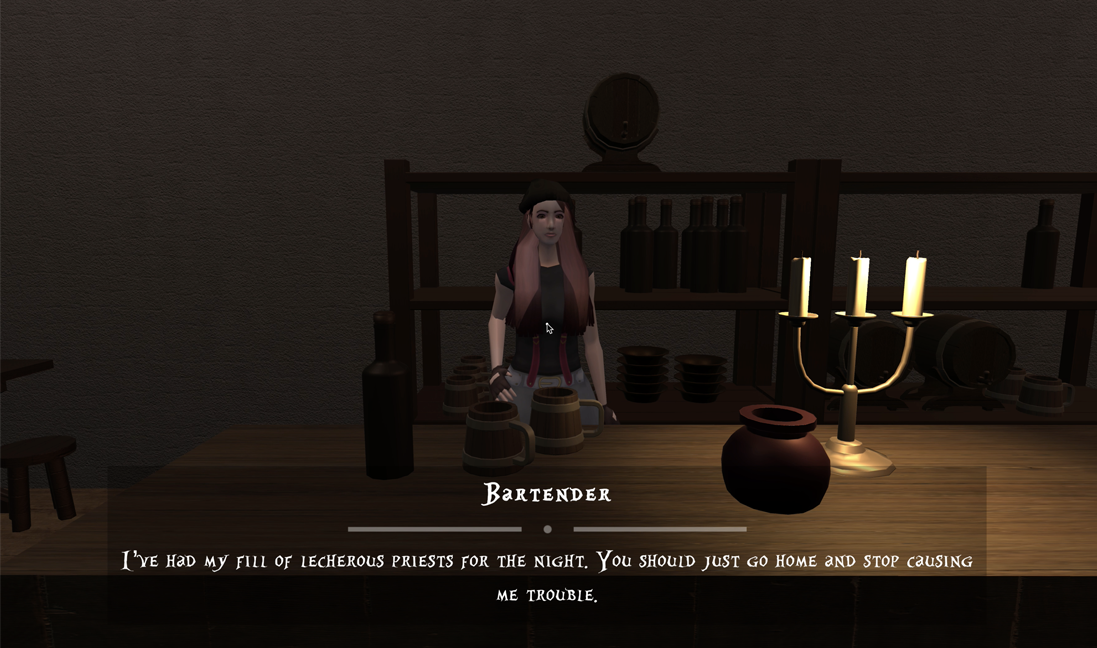 Bartender
I've had my fill of lecherous priests for the night. You should just go home and stop causing
me trouble.